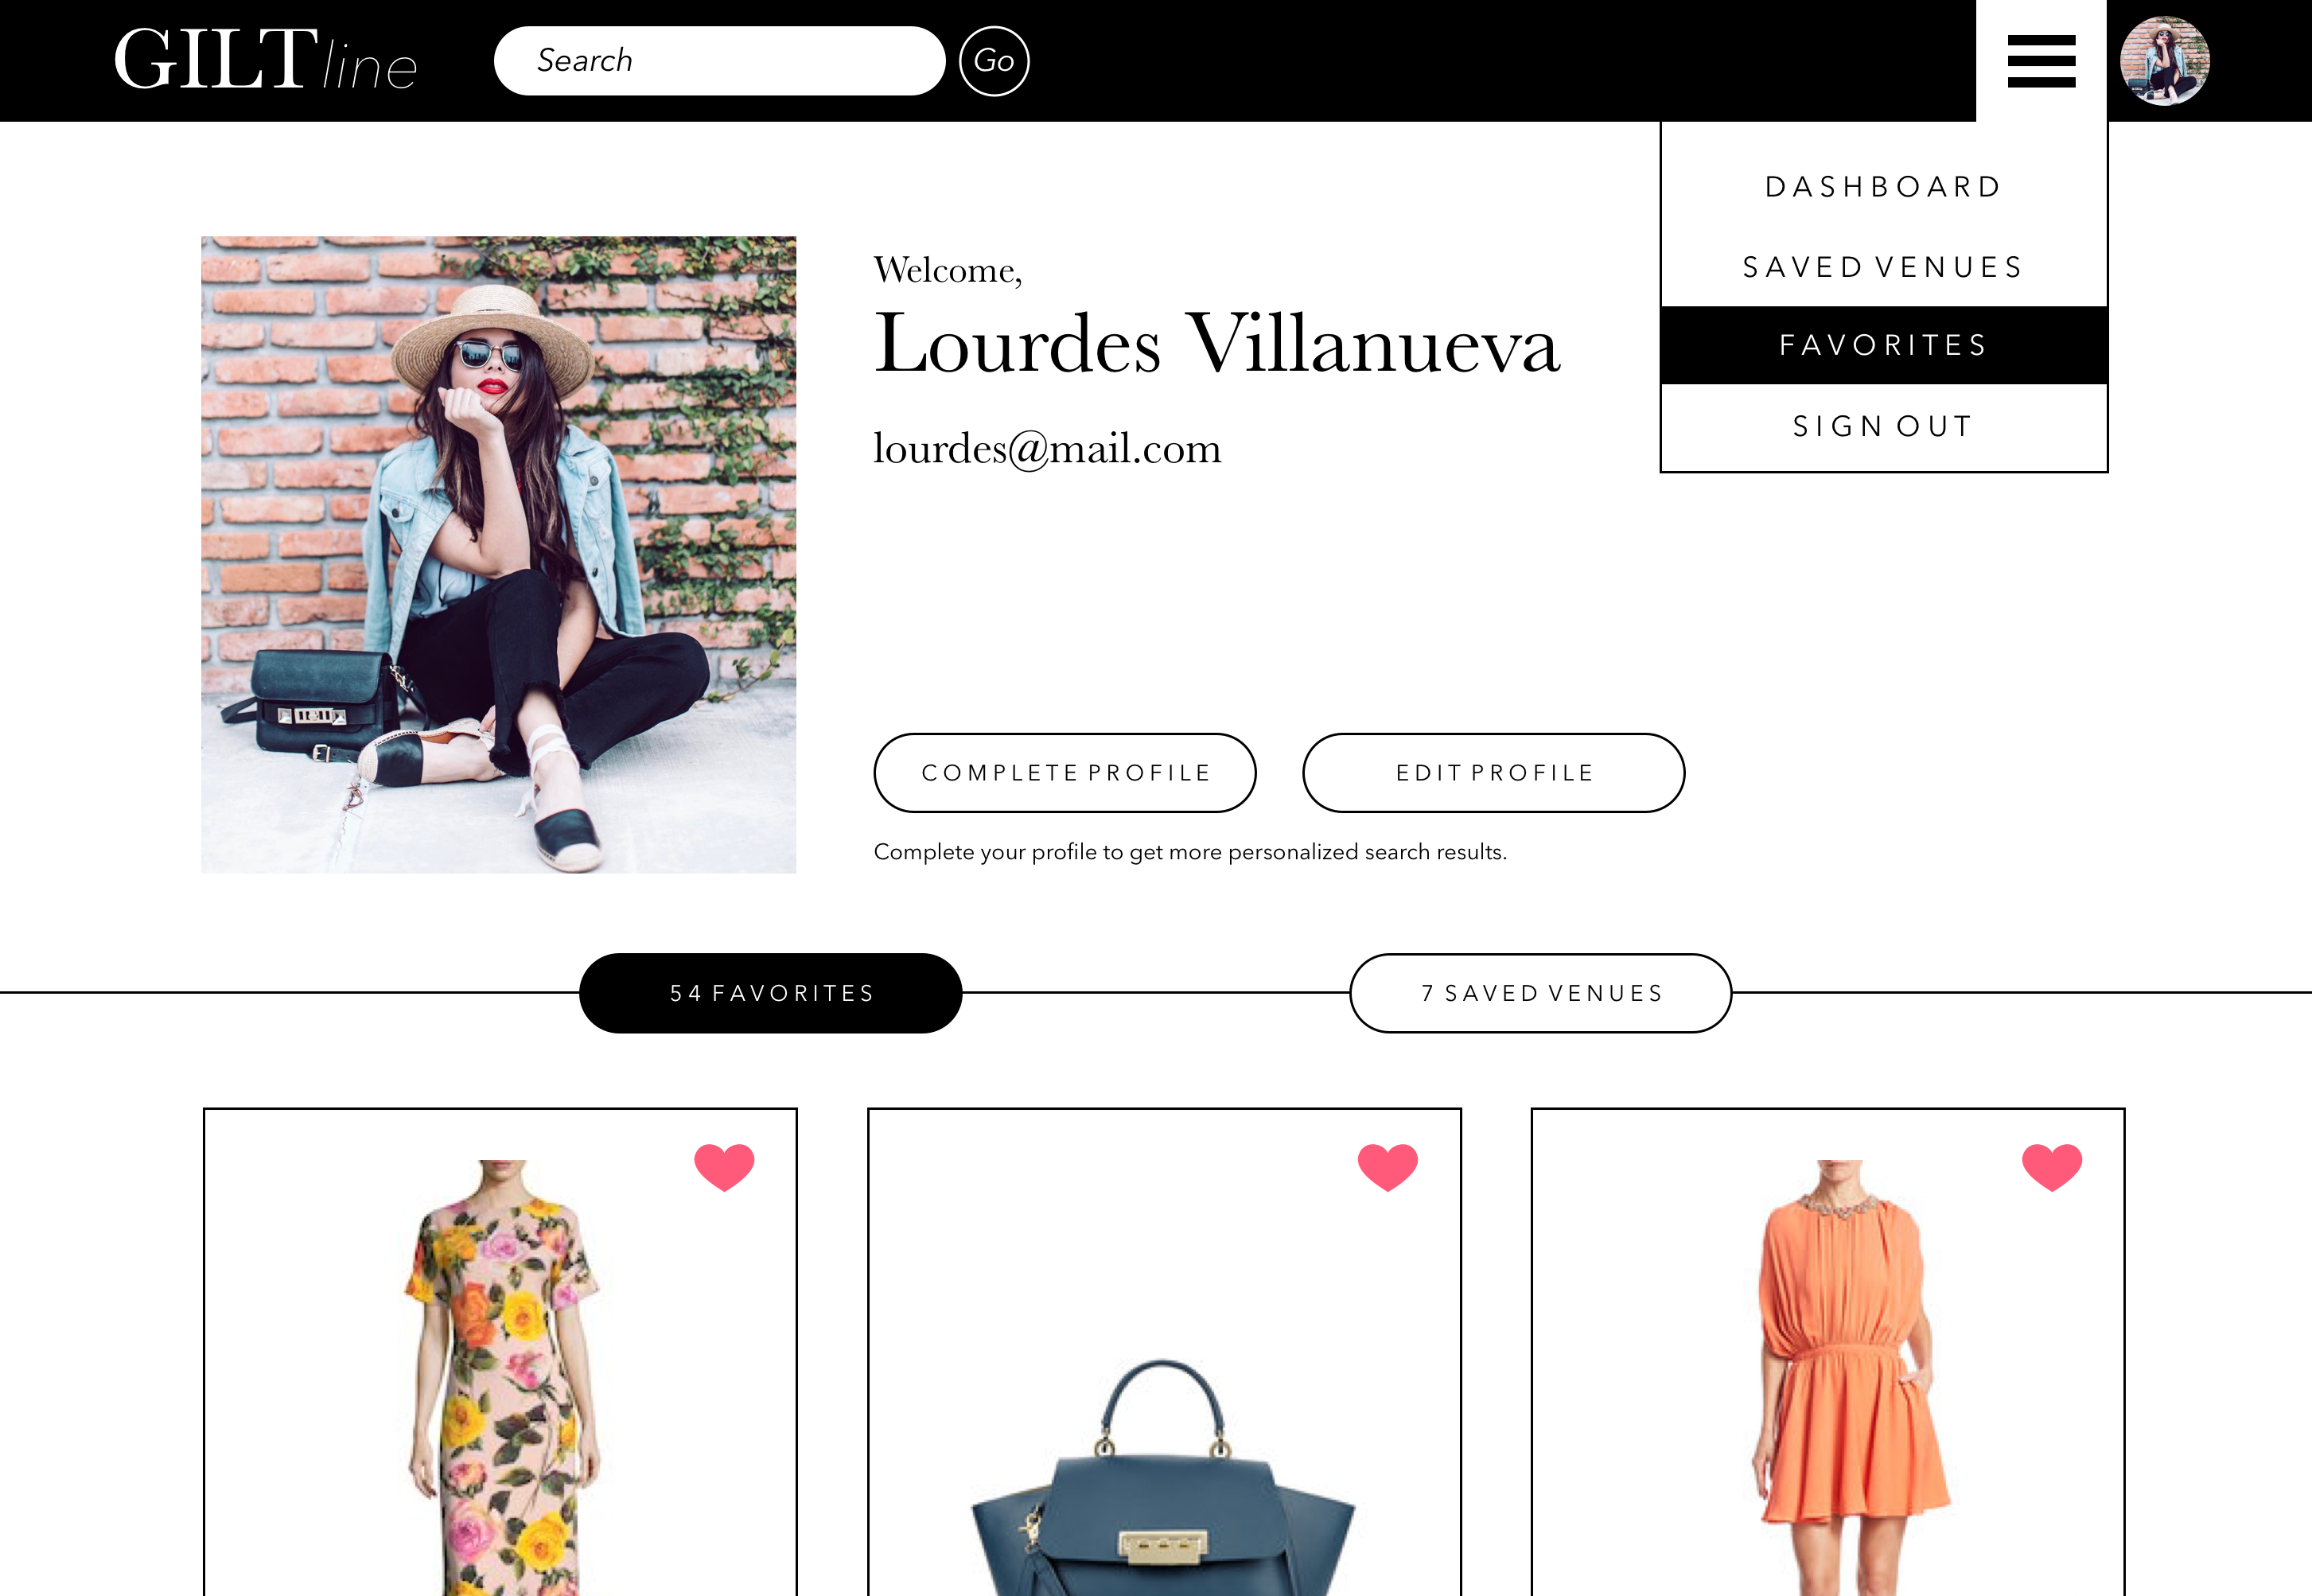 GILTline
Search
Go
DASHBOARD
SAVED VENUES
FAVORITES
SIGN OUT
Welcome,
Lourdes Villanueva
lourdes@mail.com
COMPLETE PROFILE
EDIT PROFILE
Complete your profile to get more personalized search results.
54 FAVORITES
7 SAVED VENUES